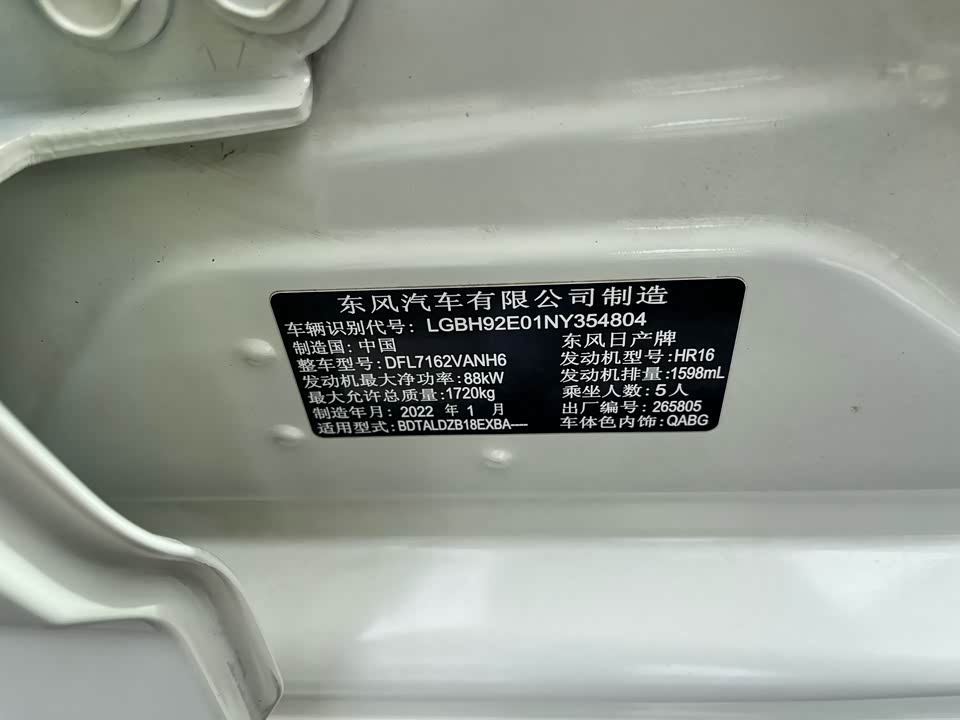 东风汽车有限公司制造
车辆识别代号: LGBH92E01NY354804
制造国: 中国 东风日产牌
整车型号: DFL7162VANH6 发动机型号: HR16
发动机最大净功率: 88kW 发动机排量: 1598mL
最大允许总质量: 1720kg 乘坐人数: 5人
制造年月: 2022 年 1 月 出厂编号: 265805
适用型式: BDTALDZB18EXBA---- 车体色内饰: QABG